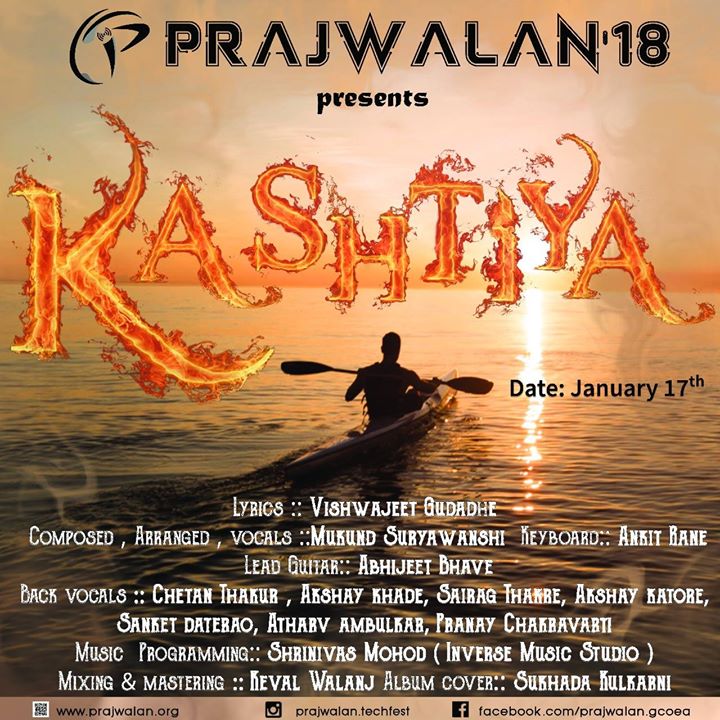 PRAJWALAN'18
presents
KASHTIYA
Date: January 17th
Lyrics :: Vishwajeet Gudadhe
Composed , Arranged , vocals ::Mukund Suryawanshi Keyboard:: Ankit Rane
Lead Guitar:: Abhijeet Bhave
Back vocals :: Chetan Thakur , Akshay khade, Sairag Thakre, Akshay katore,
Sanket daterao, Atharv ambulkar, Pranay Chakravarti
Music Programming:: Shrinivas Mohod ( Inverse Music Studio )
Mixing & mastering :: Keval Walanj Album cover:: Sukhada Kulkarni
www.prajwalan.org prajwalan.techfest facebook.com/prajwalan.gcoea